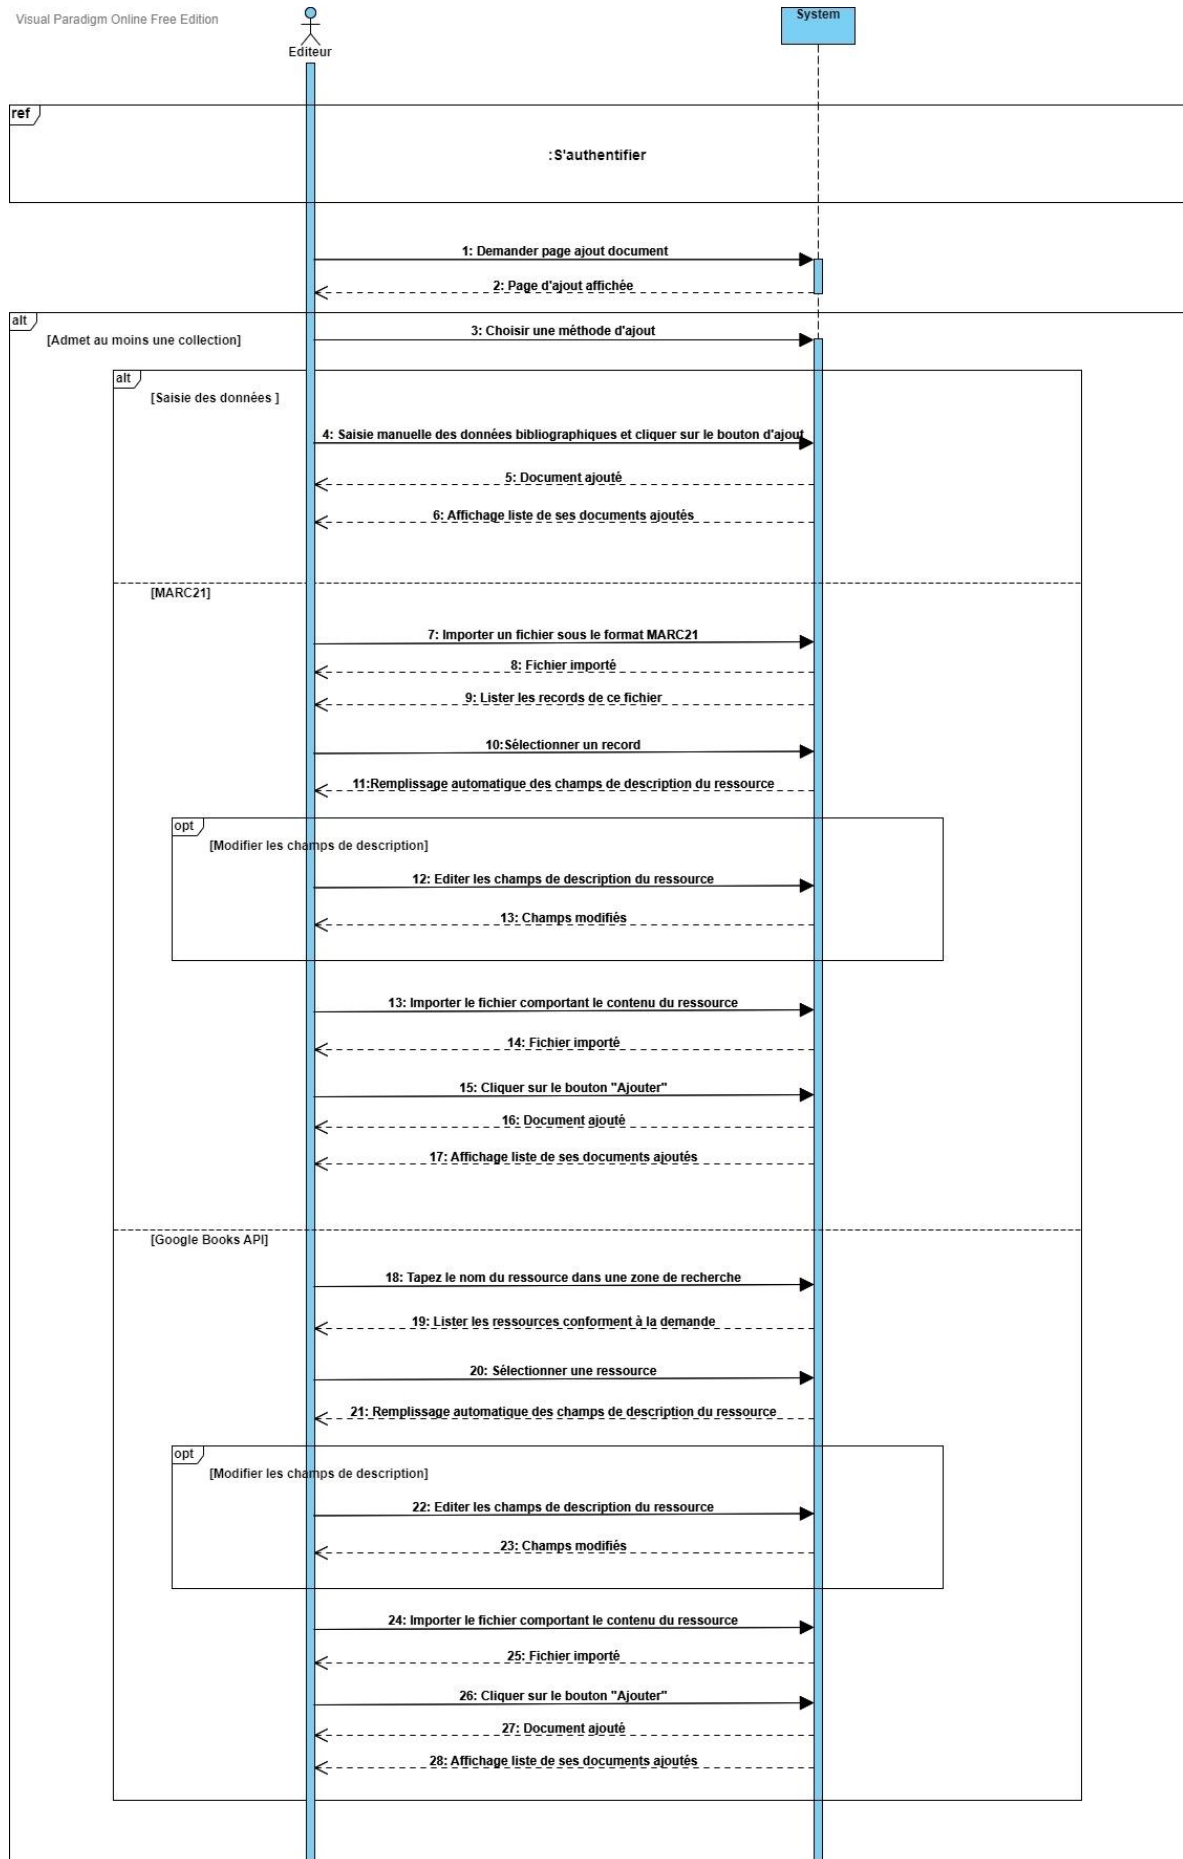 Visual Paradigm Online Free Edition
System
Editeur
ref
:S'authentifier
1: Demander page ajout document
2: Page d'ajout affichée
alt
3: Choisir une méthode d'ajout
[Admet au moins une collection]
alt
[Saisie des données ]
4: Saisie manuelle des données bibliographiques et cliquer sur le bouton d'ajout
5: Document ajouté
6: Affichage liste de ses documents ajoutés
[MARC21]
7: Importer un fichier sous le format MARC21
8: Fichier importé
9: Lister les records de ce fichier
10:Sélectionner un record
11:Remplissage automatique des champs de description du ressource
opt
[Modifier les champs de description]
12: Editer les champs de description du ressource
13: Champs modifiés
13: Importer le fichier comportant le contenu du ressource
14: Fichier importé
15: Cliquer sur le bouton "Ajouter"
16: Document ajouté
17: Affichage liste de ses documents ajoutés
[Google Books API]
18: Tapez le nom du ressource dans une zone de recherche
19: Lister les ressources conforment à la demande
20: Sélectionner une ressource
21: Remplissage automatique des champs de description du ressource
opt
[Modifier les champs de description]
22: Editer les champs de description du ressource
23: Champs modifiés
24: Importer le fichier comportant le contenu du ressource
25: Fichier importé
26: Cliquer sur le bouton "Ajouter"
27: Document ajouté
28: Affichage liste de ses documents ajoutés